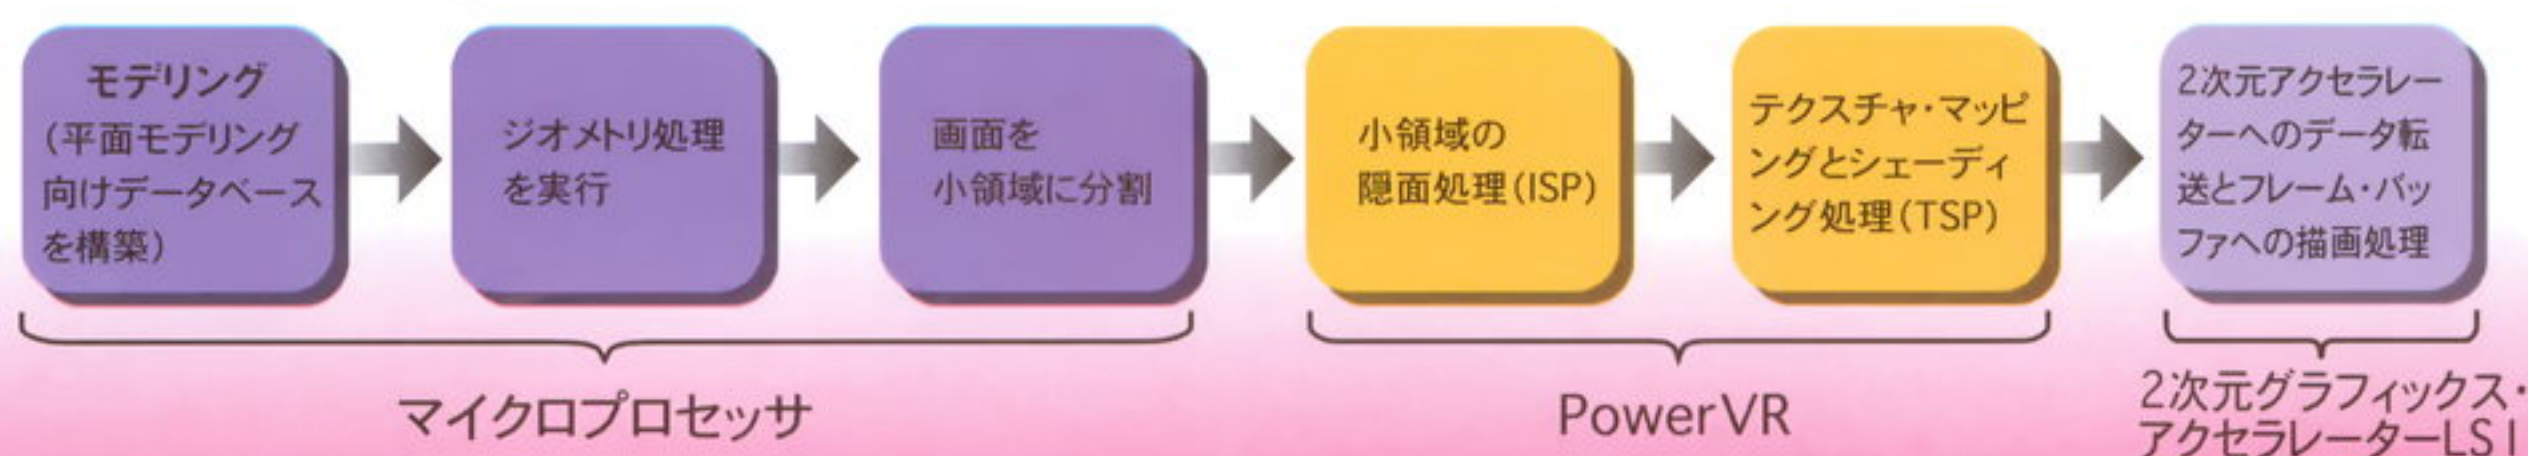 モデリング
(平面モデリング
向けデータベース
を構築)
ジオメトリ処理
を実行
画面を
小領域に分割
小領域の
隠面処理(ISP)
テクスチャ・マッピ
ングとシェーディ
ング処理(TSP)
2次元アクセラレー
ターへのデータ転
送とフレーム・バッ
ファへの描画処理
マイクロプロセッサ
PowerVR
2次元グラフィックス・
アクセラレーターLSI